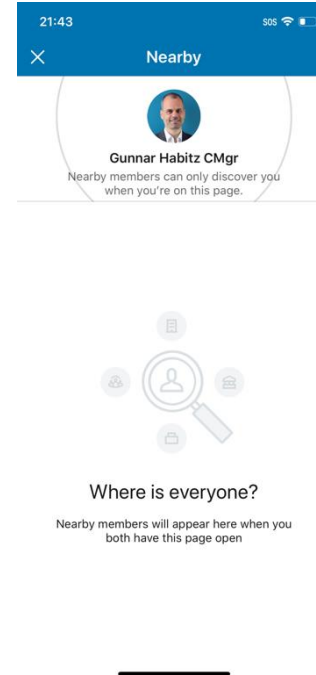 21:43 SOS
Nearby
Gunnar Habitz CMgr
Nearby members can only discover you
when you're on this page.
Where is everyone?
Nearby members will appear here when you
both have this page open